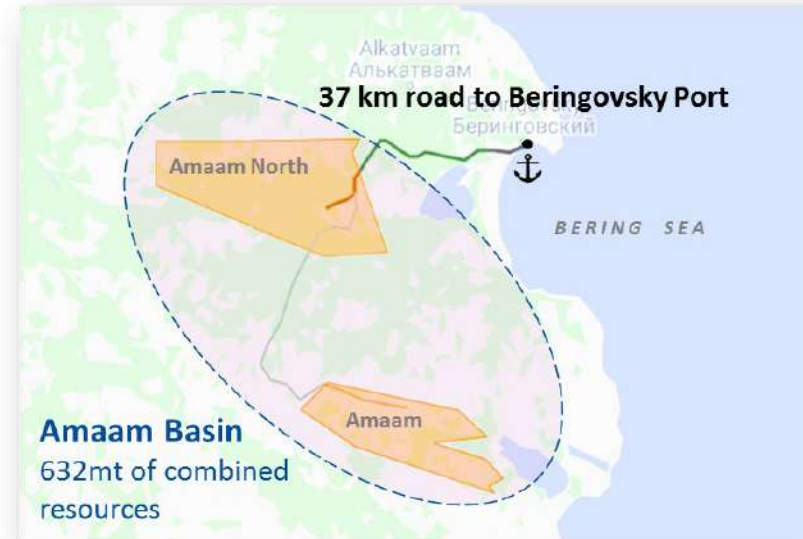 Alkatvaam
Алькатваам
37 km road to Beringovsky Port
Беринговский
Amaam North
BERING SEA
Amaam
Amaam Basin
632mt of combined
resources